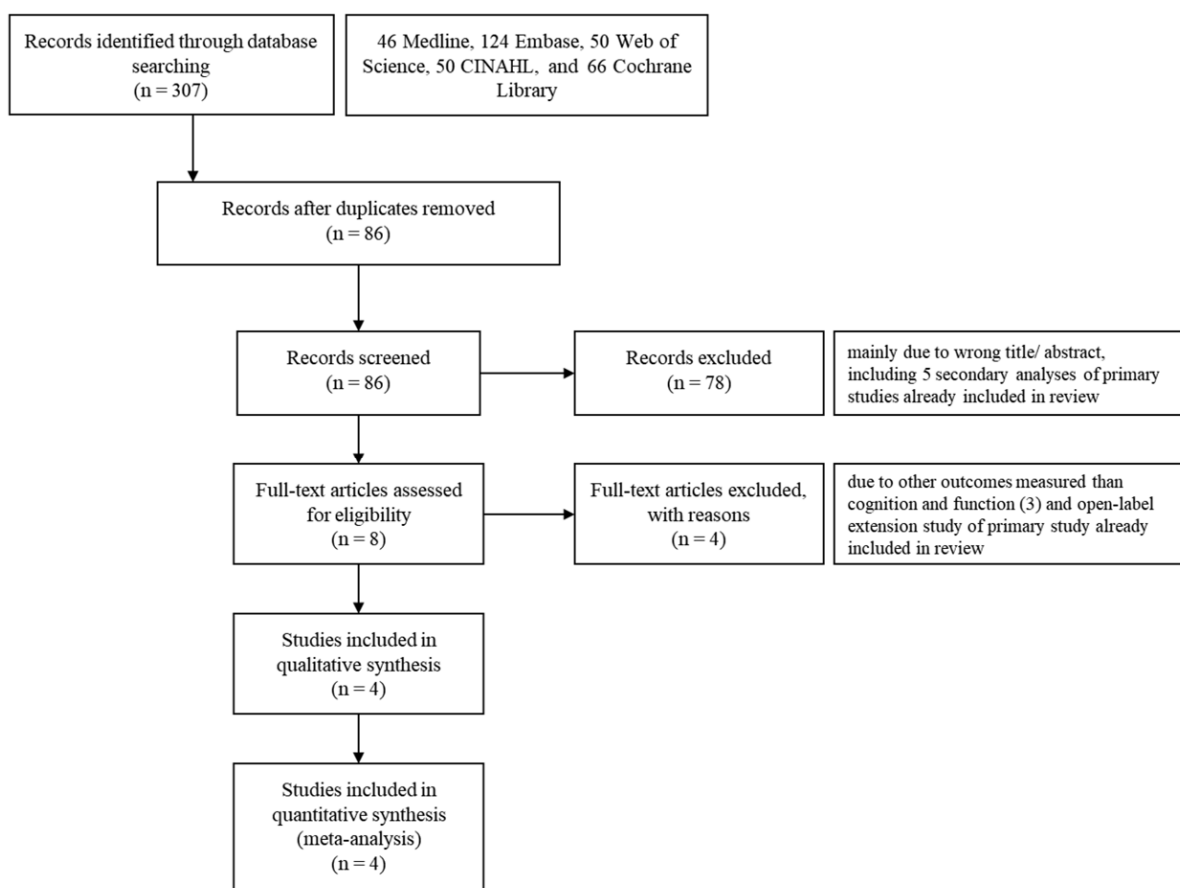 Records identified through database
searching
(n = 307)
46 Medline, 124 Embase, 50 Web of
Science, 50 CINAHL, and 66 Cochrane
Library
Records after duplicates removed
(n = 86)
Records screened
(n = 86)
Records excluded
(n = 78)
mainly due to wrong title/ abstract,
including 5 secondary analyses of primary
studies already included in review
Full-text articles assessed
for eligibility
(n = 8)
Full-text articles excluded,
with reasons
(n = 4)
due to other outcomes measured than
cognition and function (3) and open-label
extension study of primary study already
included in review
Studies included in
qualitative synthesis
(n = 4)
Studies included in
quantitative synthesis
(meta-analysis)
(n = 4)